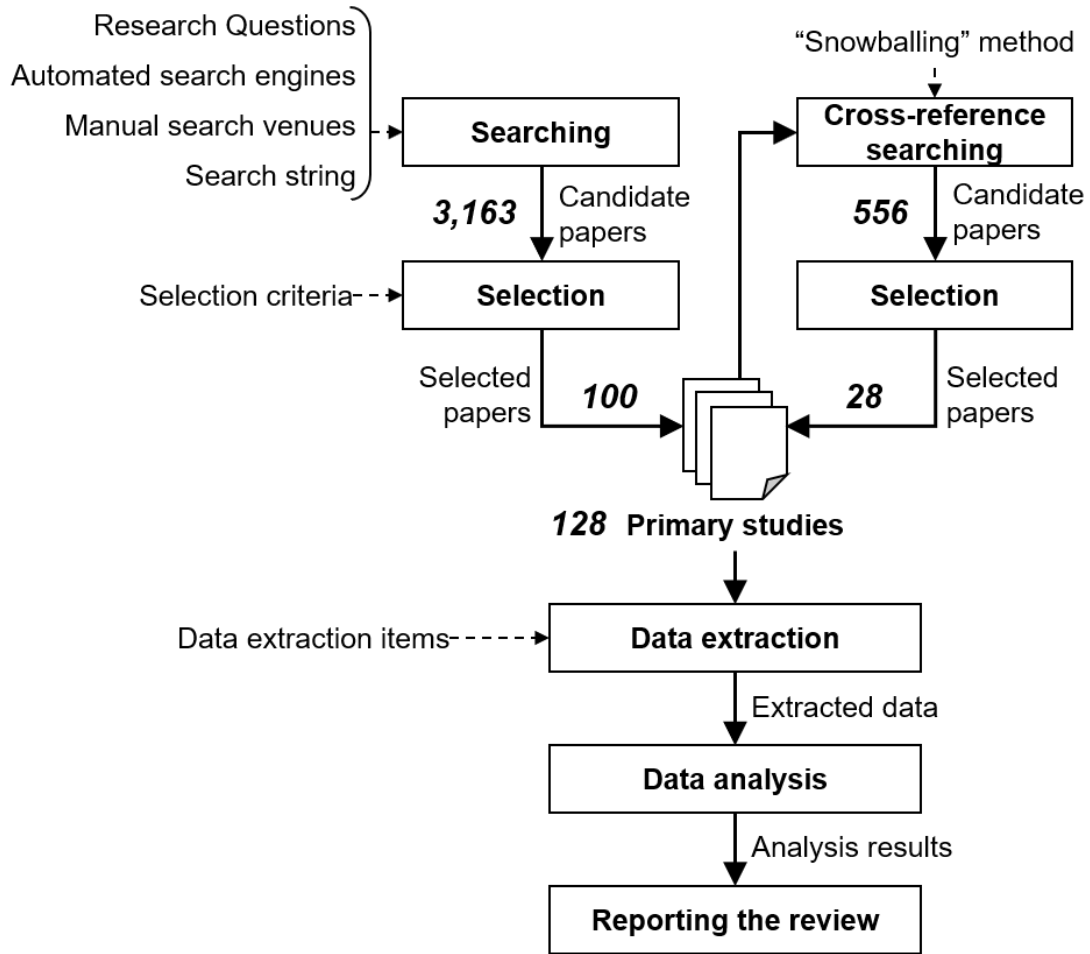 Research Questions
Automated search engines
Manual search venues
Search string
“Snowballing” method
Searching
Cross-reference
searching
3,163
Candidate
papers
556
Candidate
papers
Selection criteria
Selection
Selection
Selected
papers
100
28
Selected
papers
128 Primary studies
Data extraction items
Data extraction
Extracted data
Data analysis
Analysis results
Reporting the review